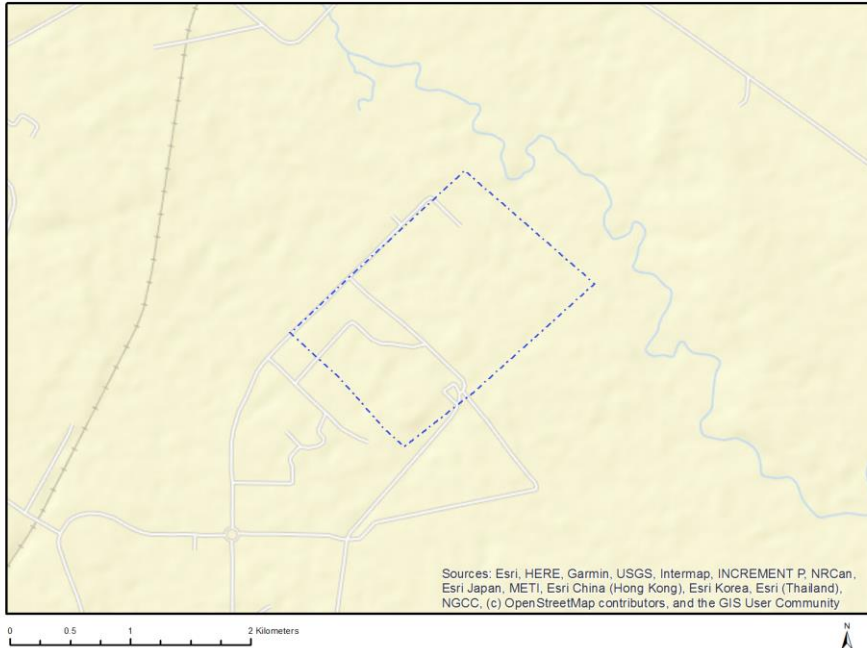 Sources: Esri, HERE, Garmin, USGS, Intermap, INCREMENT P, NRCan,
Esri Japan, METI, Esri China (Hong Kong), Esri Korea, Esri (Thailand),
NGCC, (c) OpenStreetMap contributors, and the GIS User Community
0 0.5 1 2 Kilometers
N